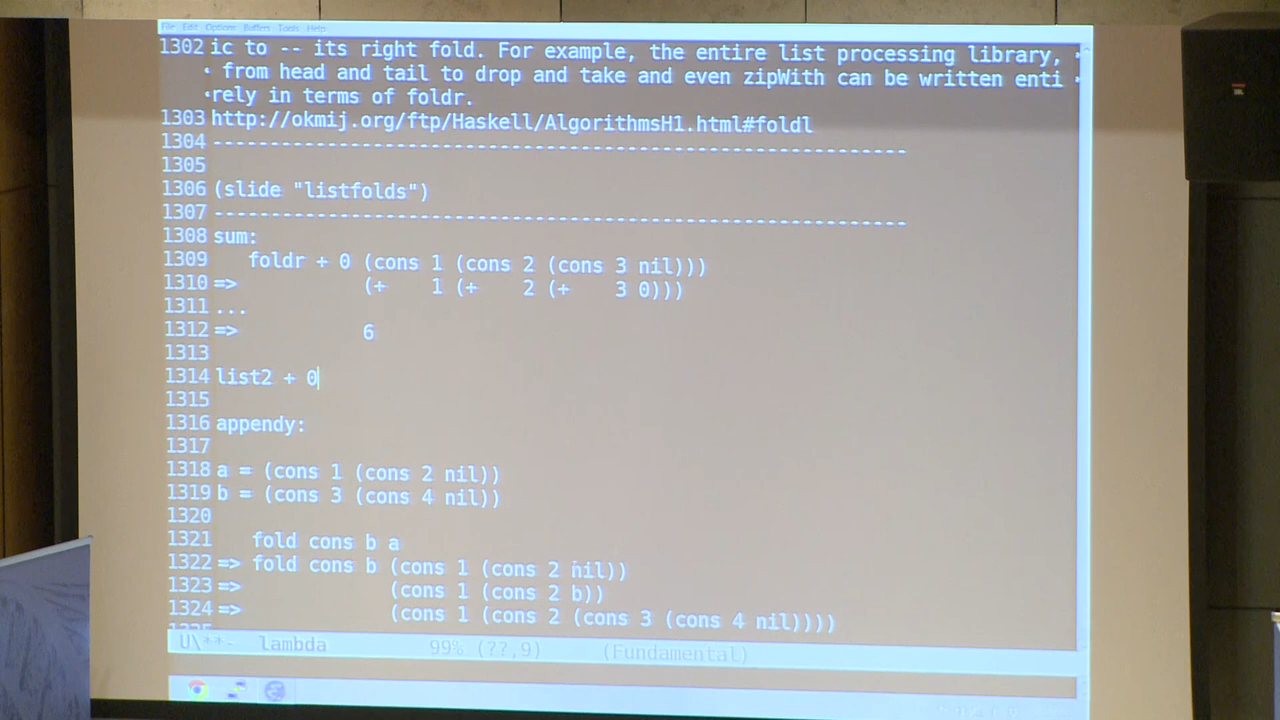 File Edit Options Buffers Tools Help
1302 ic to -- its right fold. For example, the entire list processing library,
from head and tail to drop and take and even zipWith can be written enti
rely in terms of foldr.
1303 http://okmij.org/ftp/Haskell/AlgorithmsH1.html#foldl
1304 ------------------------------------------------------------
1305
1306 (slide "listfolds")
1307 ------------------------------------------------------------
1308 sum:
1309    foldr + 0 (cons 1 (cons 2 (cons 3 nil)))
1310 =>           (+    1 (+    2 (+    3 0)))
1311 ...
1312 =>           6
1313
1314 list2 + 0
1315
1316 appendy:
1317
1318 a = (cons 1 (cons 2 nil))
1319 b = (cons 3 (cons 4 nil))
1320
1321    fold cons b a
1322 => fold cons b (cons 1 (cons 2 nil))
1323 =>             (cons 1 (cons 2 b))
1324 =>             (cons 1 (cons 2 (cons 3 (cons 4 nil))))
U\**-  lambda         99% (??,9)     (Fundamental)